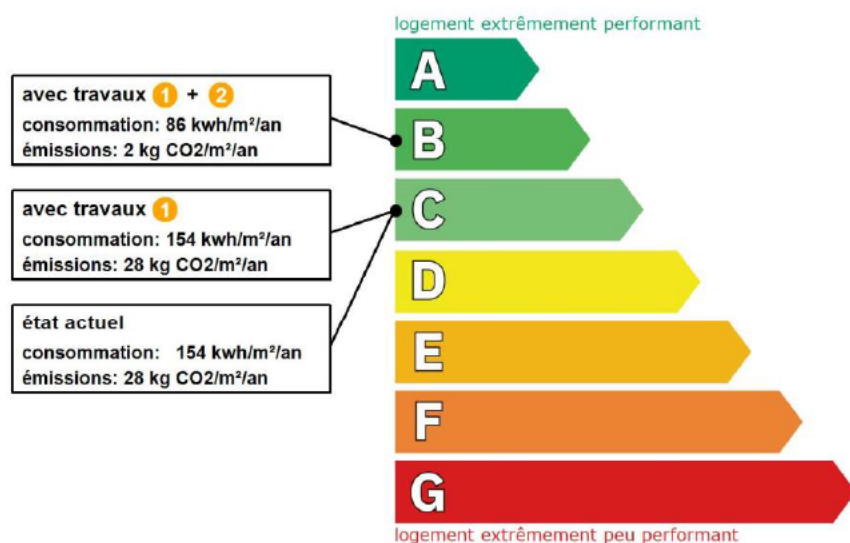 logement extrêmement performant
avec travaux 1 + 2
consommation: 86 kwh/m²/an
émissions: 2 kg CO2/m²/an
avec travaux 1
consommation: 154 kwh/m²/an
émissions: 28 kg CO2/m²/an
état actuel
consommation: 154 kwh/m²/an
émissions: 28 kg CO2/m²/an
A
B
C
D
E
F
G
logement extrêmement peu performant